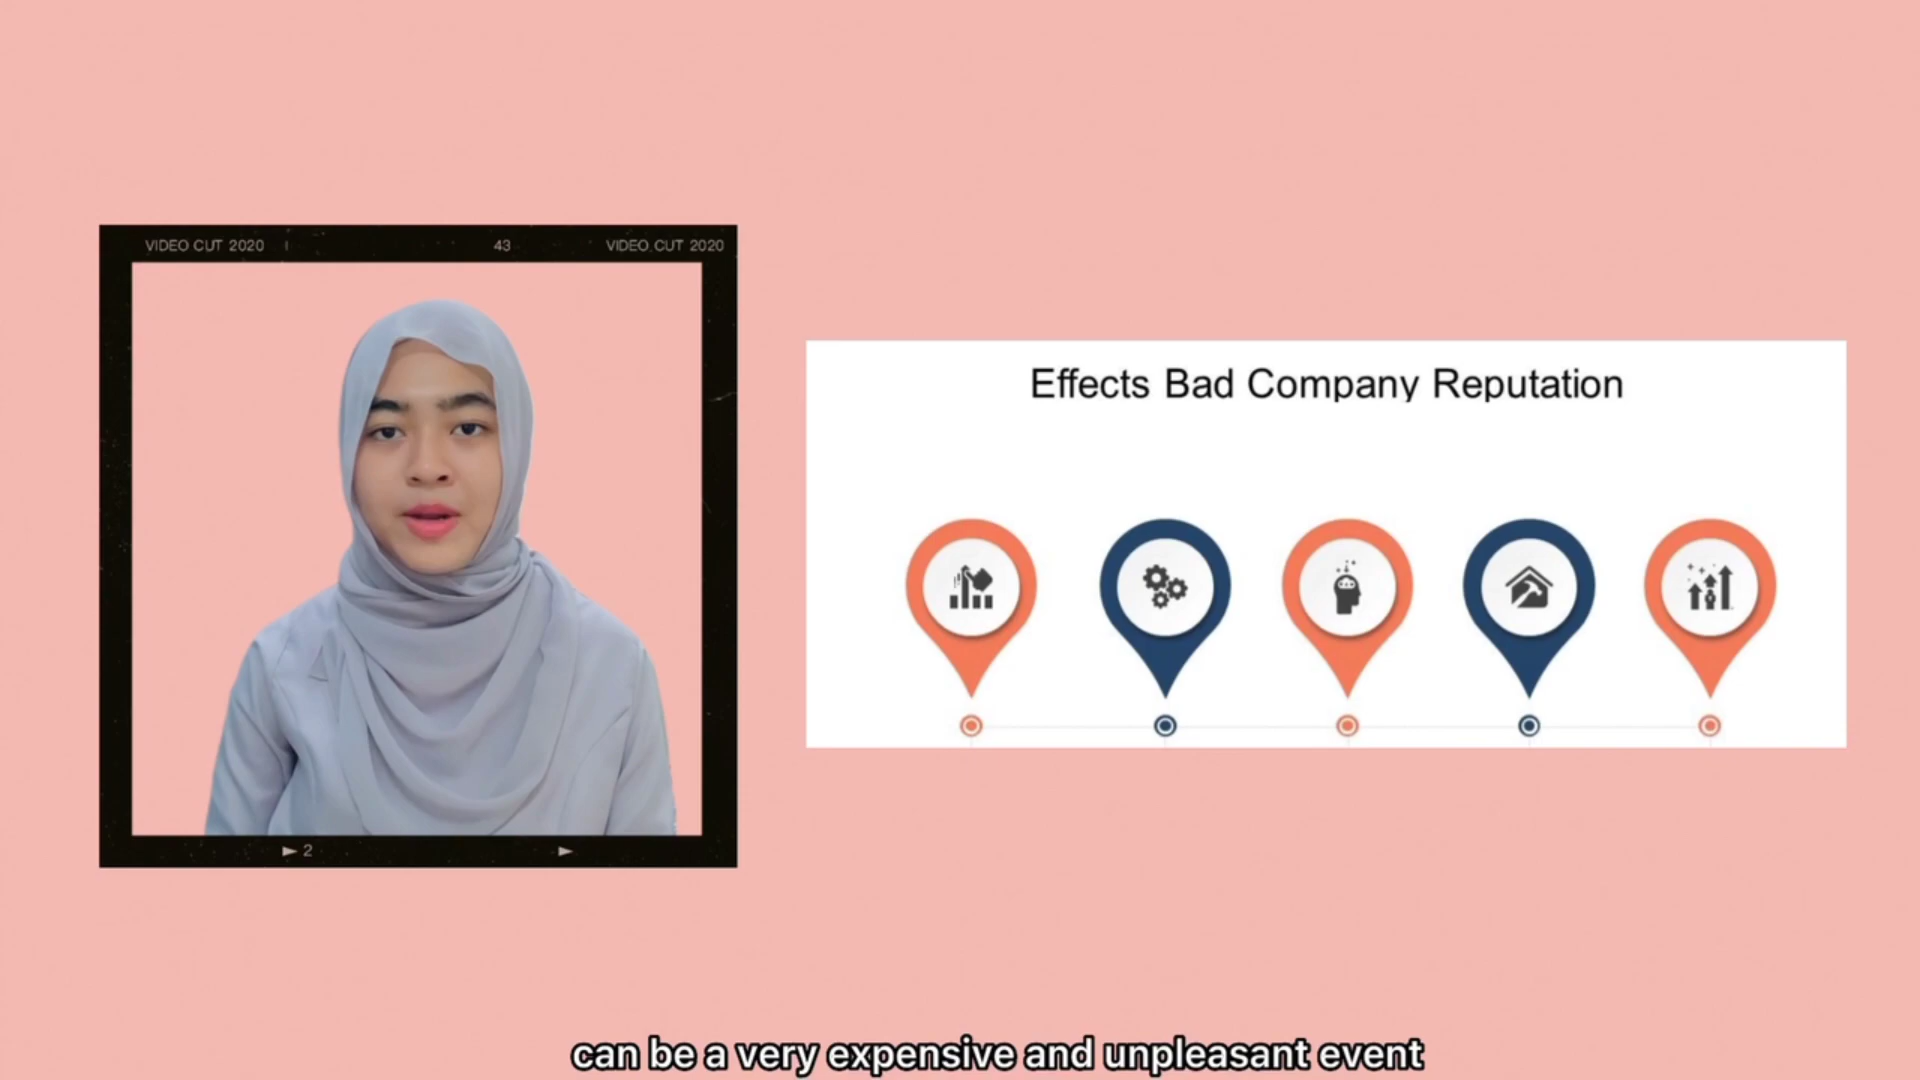 VIDEO CUT 2020
43
VIDEO CUT 2020
Effects Bad Company Reputation
2
can be a very expensive and unpleasant event